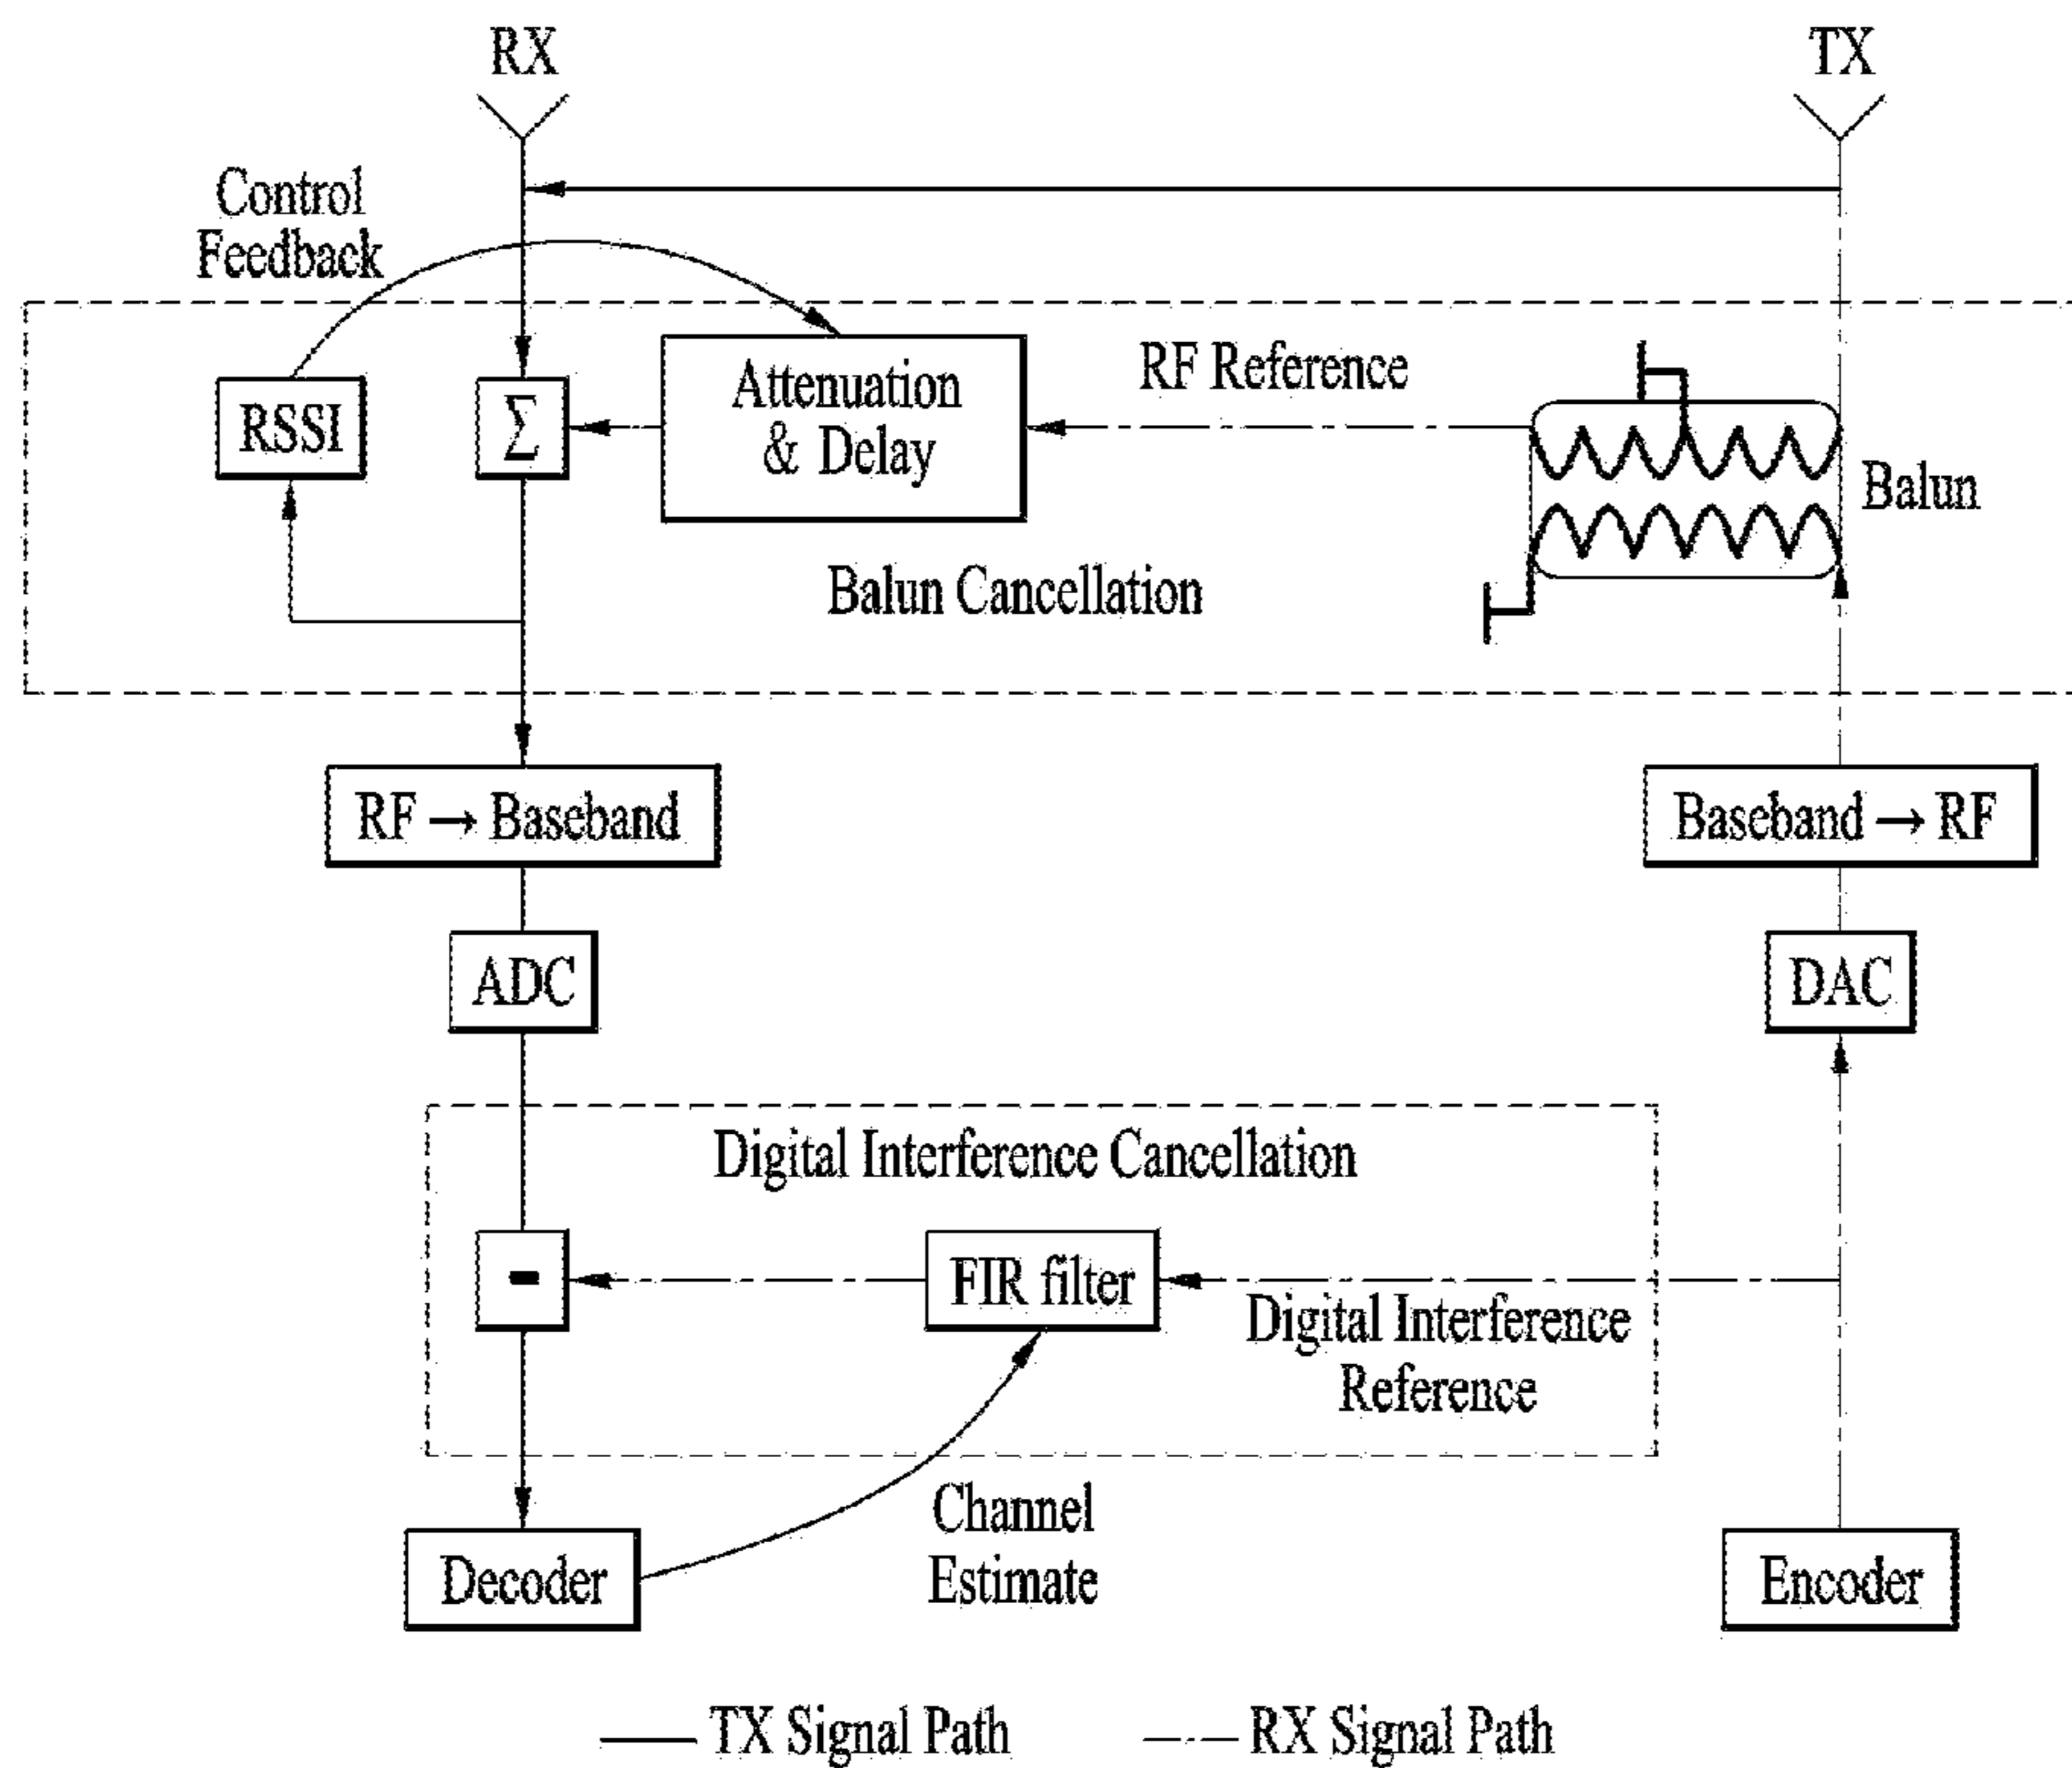 RX
TX
Control
Feedback
RSSI
Σ
Attenuation
& Delay
RF Reference
Balun
Balun Cancellation
RF → Baseband
Baseband → RF
ADC
DAC
Digital Interference Cancellation
-
FIR filter
Digital Interference
Reference
Channel
Estimate
Decoder
Encoder
TX Signal Path
RX Signal Path